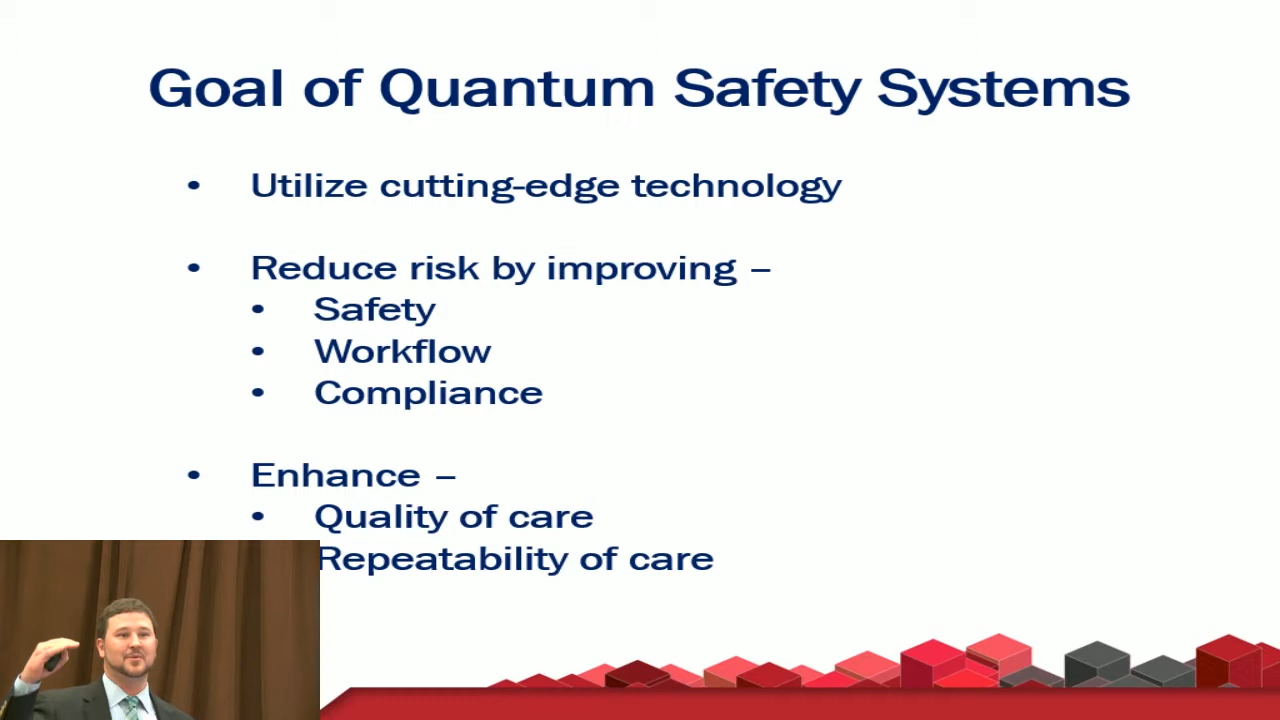 Goal of Quantum Safety Systems
• Utilize cutting-edge technology
• Reduce risk by improving –
• Safety
• Workflow
• Compliance
• Enhance –
• Quality of care
Repeatability of care